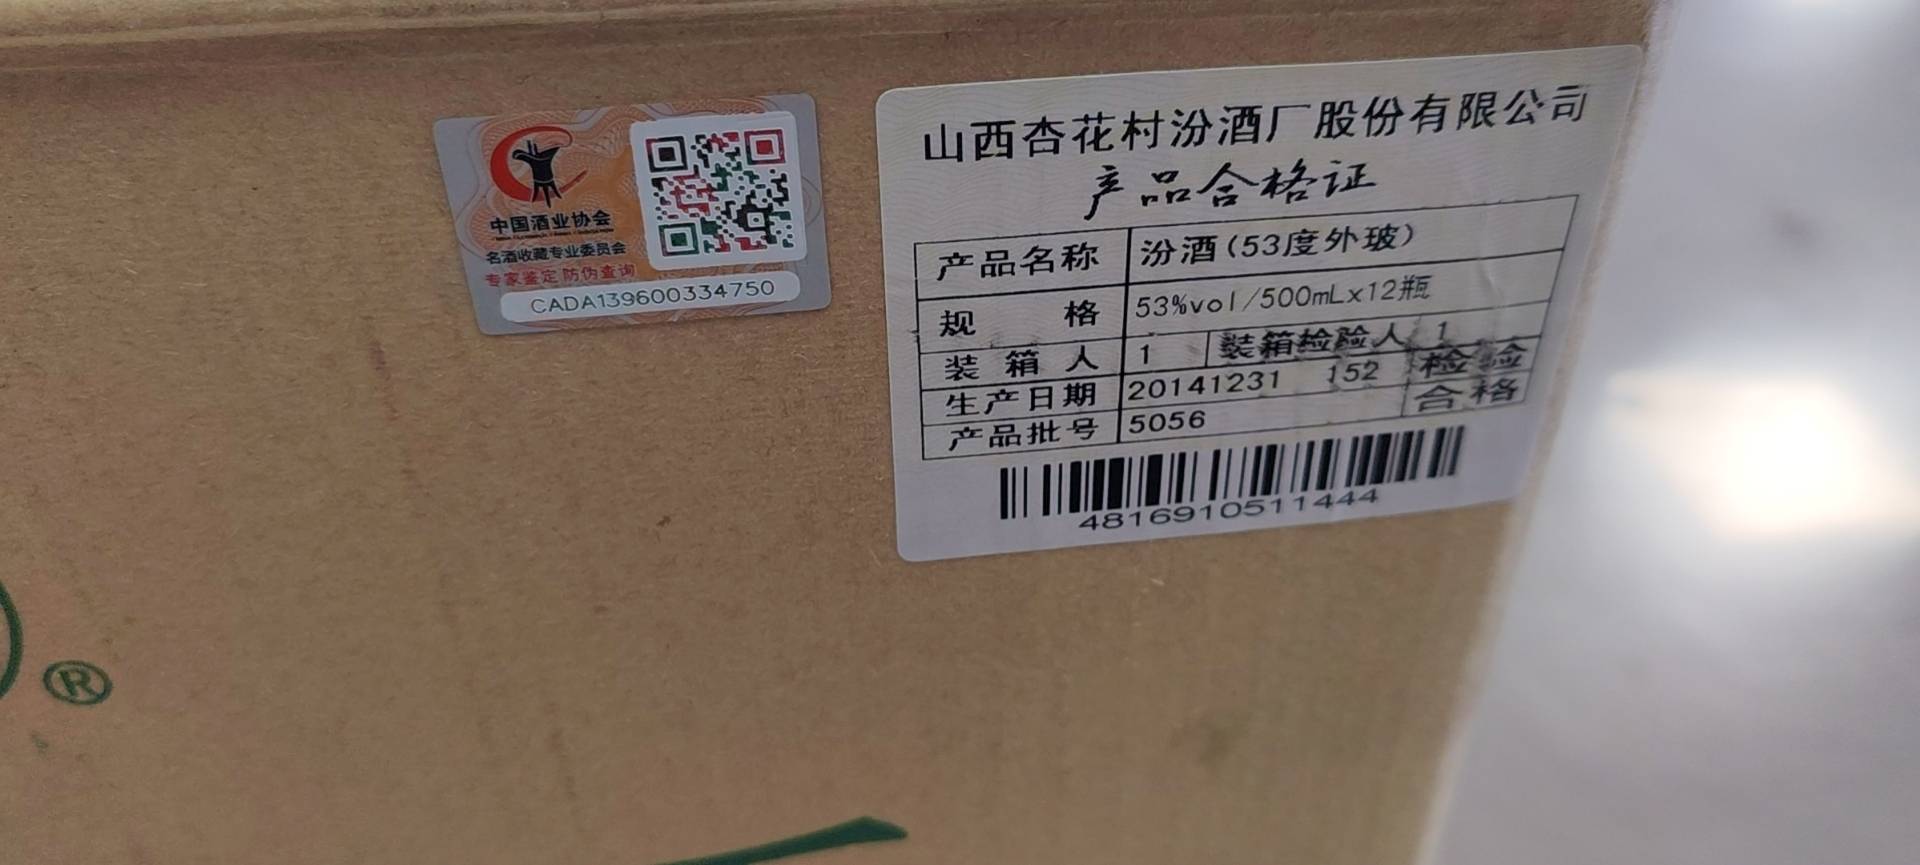 中国酒业协会
名酒收藏专业委员会
专家鉴定 防伪查询
CADA139600334750
山西杏花村汾酒厂股份有限公司
产品合格证
产品名称 汾酒(53度外玻)
规格 53%vol/500mLx12瓶
装箱人 1 装箱检验人 1
生产日期 20141231 152 检验
产品批号 5056 合格
4816910511444
®